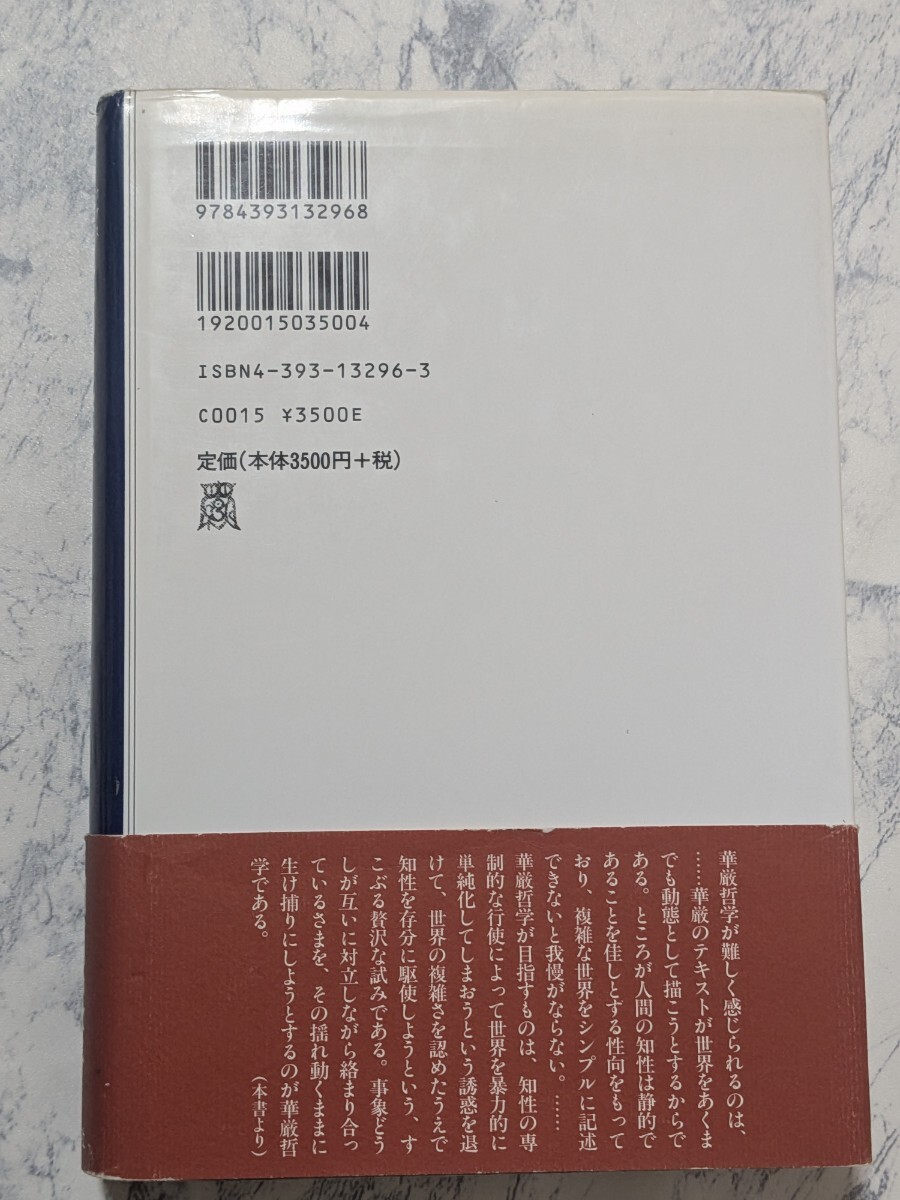 9784393132968
1920015035004
ISBN4-393-13296-3
C0015 ¥3500E
定価(本体3500円+税)
華厳哲学が難しく感じられるのは、
……華厳のテキストが世界をあくま
でも動態として描こうとするからで
ある。ところが人間の知性は静的で
あることを佳しとする性向をもって
おり、複雑な世界をシンプルに記述
できないと我慢がならない。……
華厳哲学が目指すものは、知性の専
制的な行使によって世界を暴力的に
単純化してしまおうという誘惑を退
けて、世界の複雑さを認めたうえで
知性を存分に駆使しようという、す
こぶる贅沢な試みである。事象どう
しが互いに対立しながら絡まり合っ
ているさまを、その揺れ動くままに
生け捕りにしようとするのが華厳哲
学である。
(本書より)